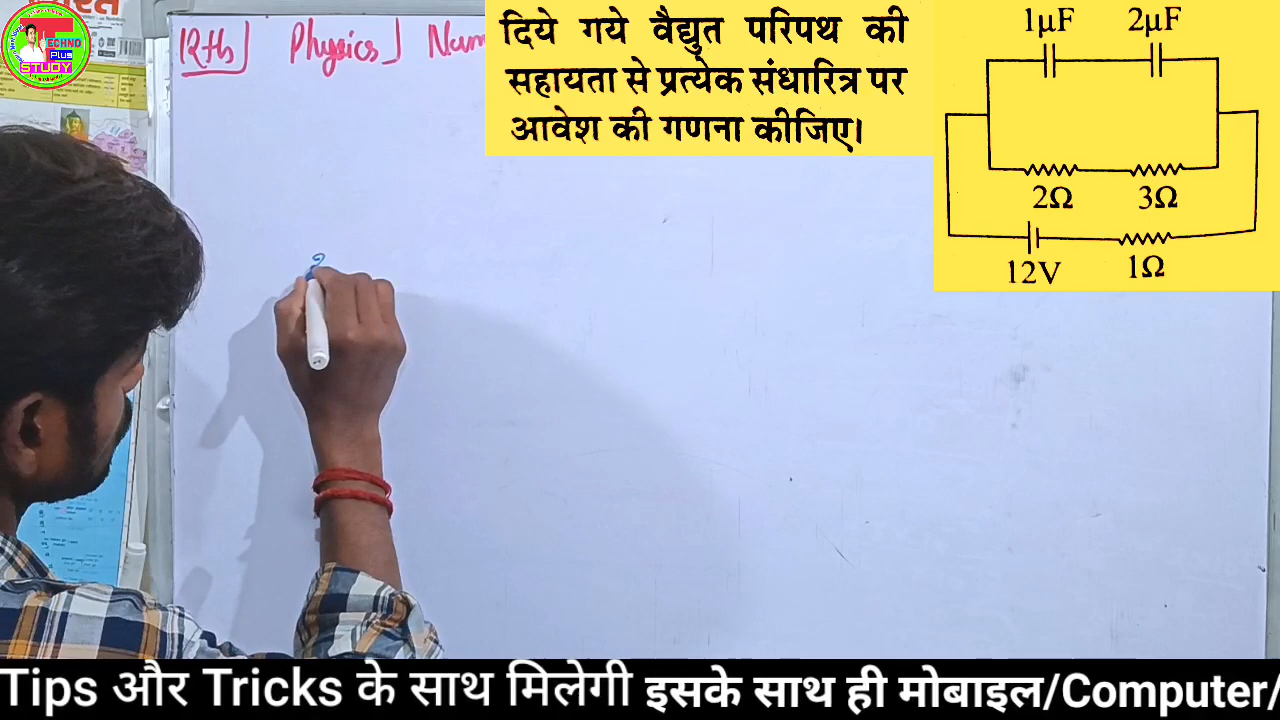 TECHNO
Plus
STUDY
12th] Physics] Num
दिये गये वैद्युत परिपथ की
सहायता से प्रत्येक संधारित्र पर
आवेश की गणना कीजिए।
1μF 2μF
2Ω 3Ω
12V 1Ω
Tips और Tricks के साथ मिलेगी इसके साथ ही मोबाइल/Computer/